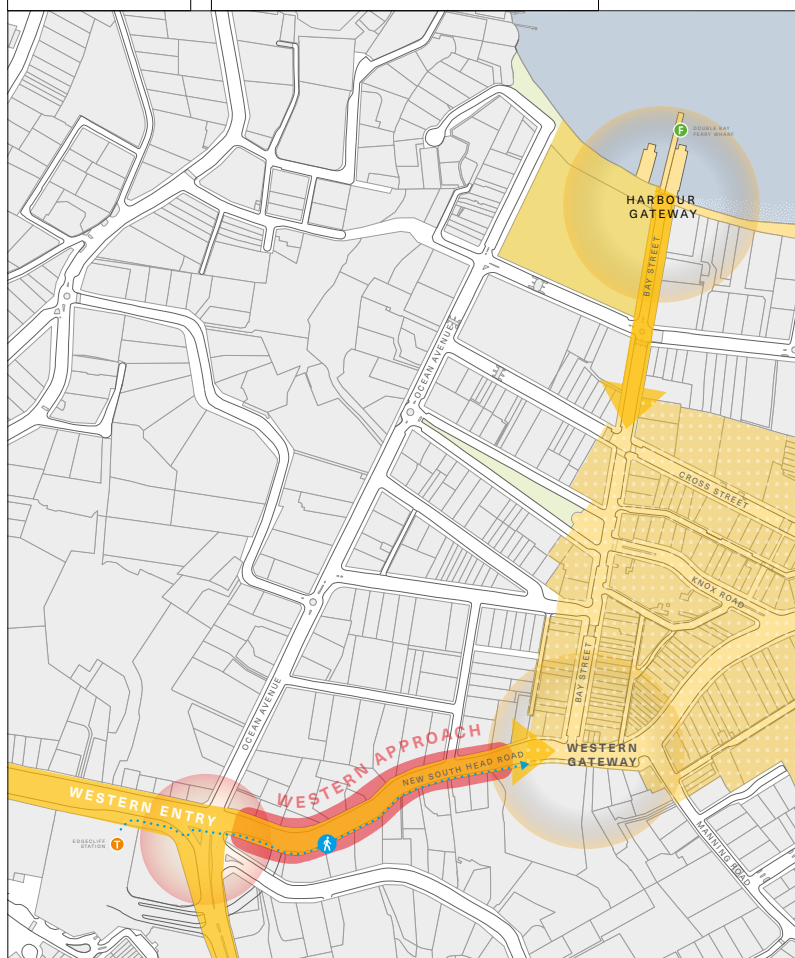 F
DOUBLE BAY
FERRY WHARF
HARBOUR
GATEWAY
BAY STREET
OCEAN AVENUE
CROSS STREET
KNOX ROAD
BAY STREET
OCEAN AVENUE
WESTERN APPROACH
NEW SOUTH HEAD ROAD
WESTERN
GATEWAY
WESTERN ENTRY
EDGECLIFF
STATION
T
MANNING ROAD